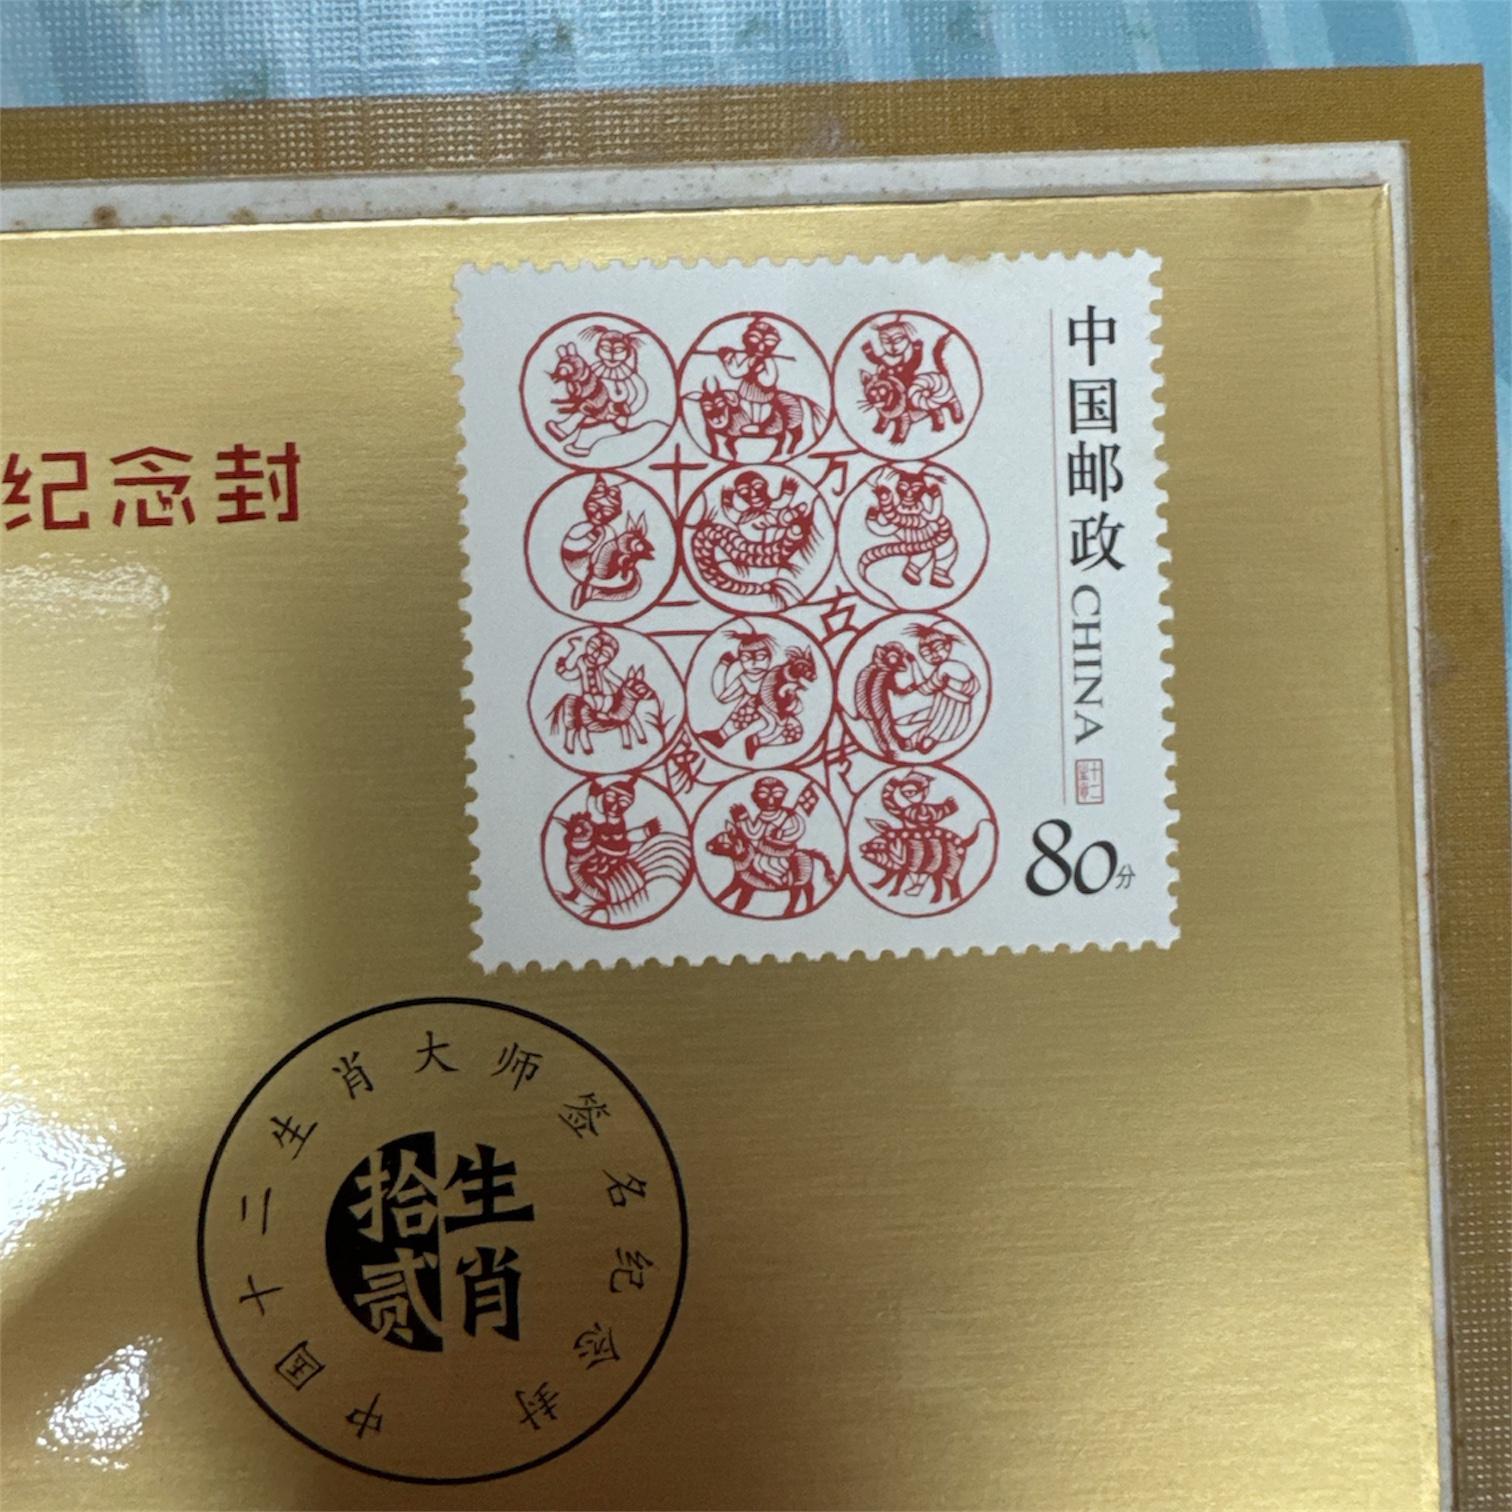 中国邮政 CHINA
十二
万古
像传
80分
纪念封
中国十二生肖大师签名纪念封
拾贰
生肖